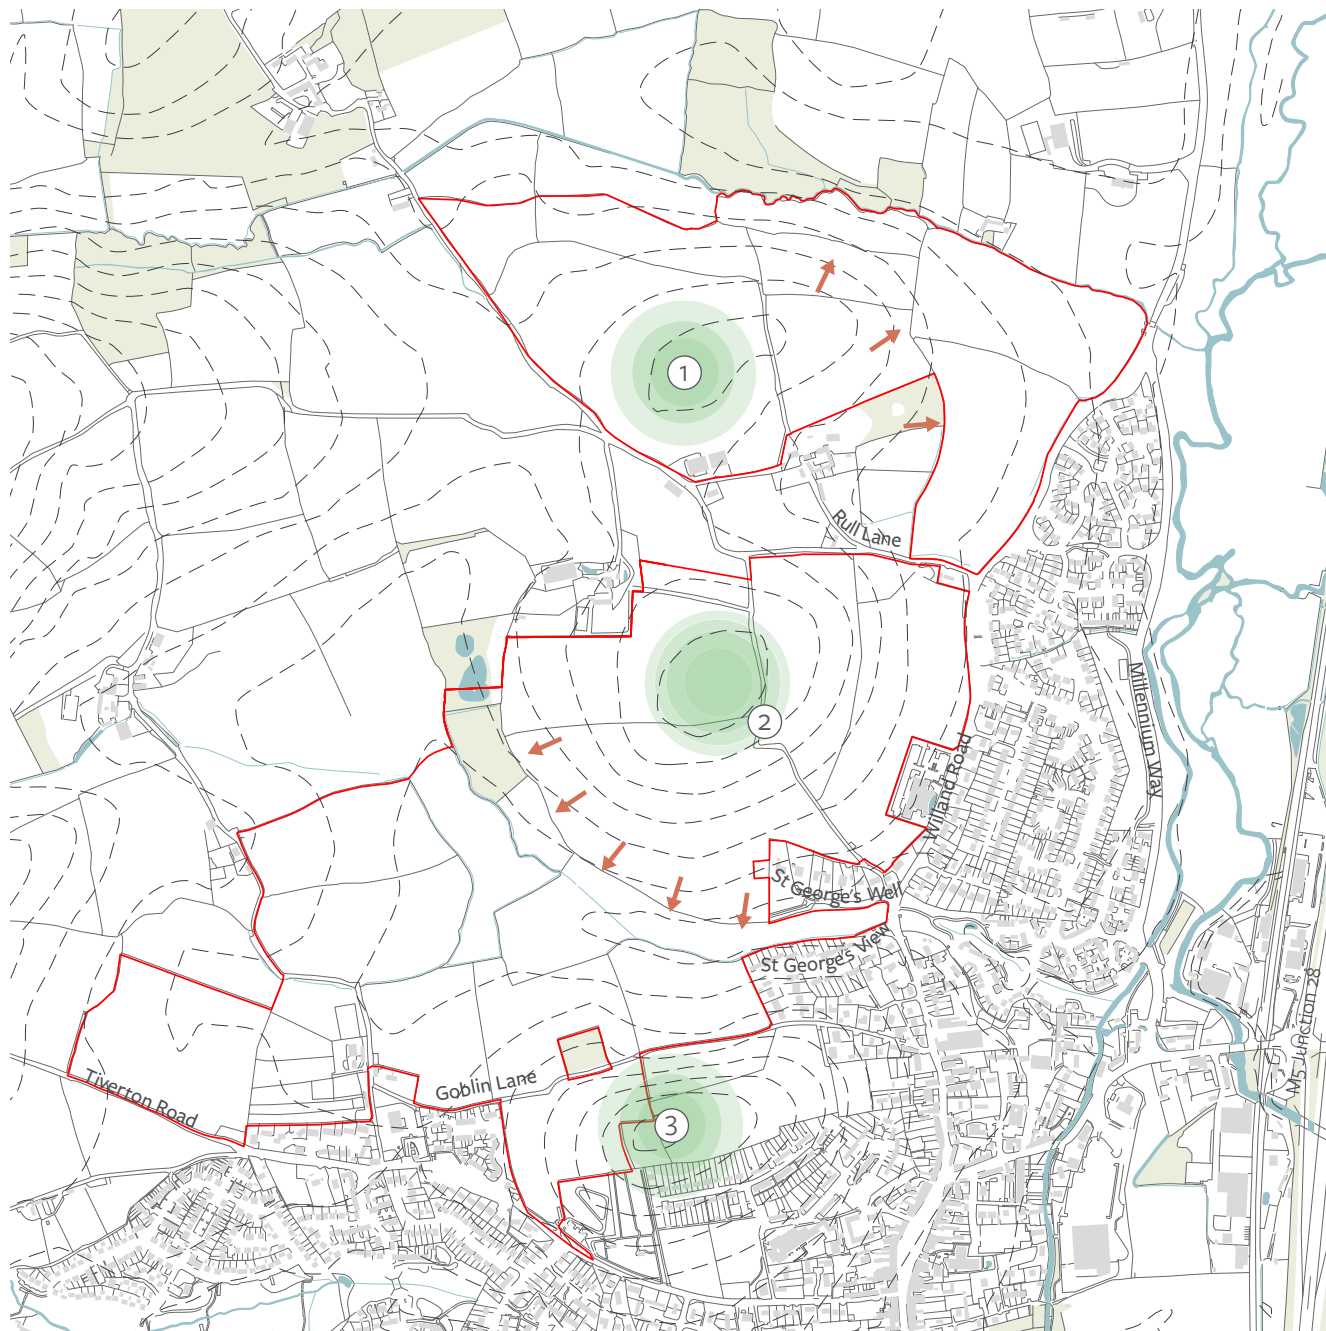 1
Rull Lane
Millennium Way
2
Willand Road
St George's Well
St George's View
M5 Junction 28
Tiverton Road
Goblin Lane
3